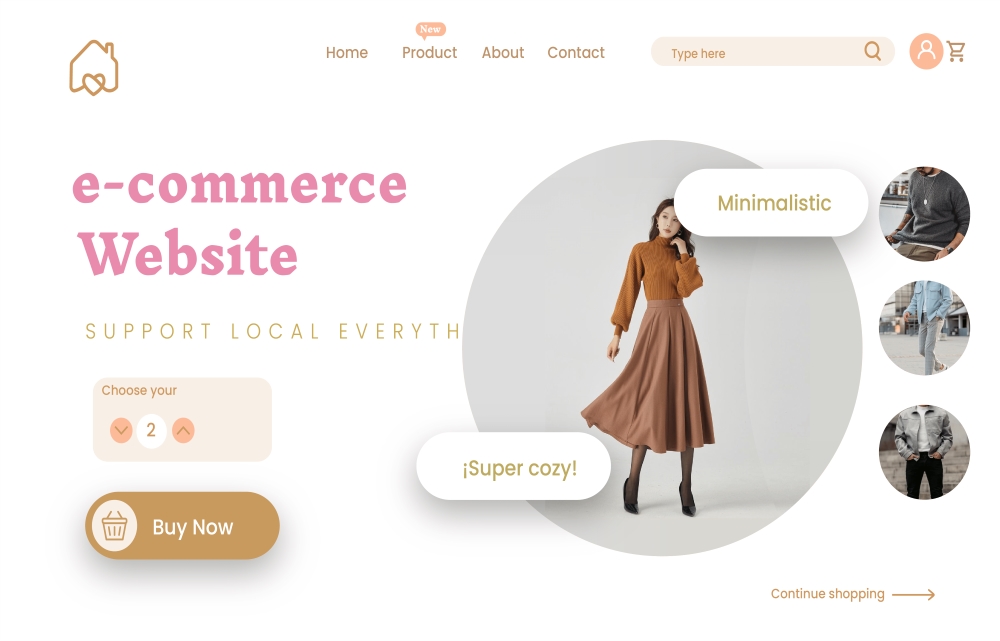 New
Home Product About Contact
Type here
e-commerce
Website
SUPPORT LOCAL EVERYTH
Minimalistic
Choose your
2
¡Super cozy!
Buy Now
Continue shopping